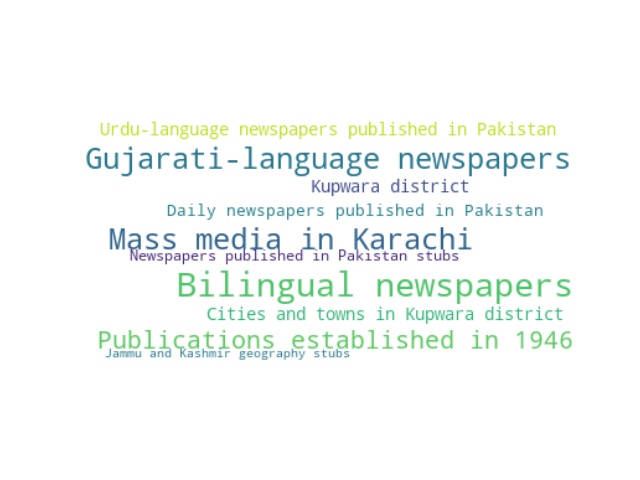 Urdu-language newspapers published in Pakistan
Gujarati-language newspapers
Kupwara district
Daily newspapers published in Pakistan
Mass media in Karachi
Newspapers published in Pakistan stubs
Bilingual newspapers
Cities and towns in Kupwara district
Publications established in 1946
Jammu and Kashmir geography stubs